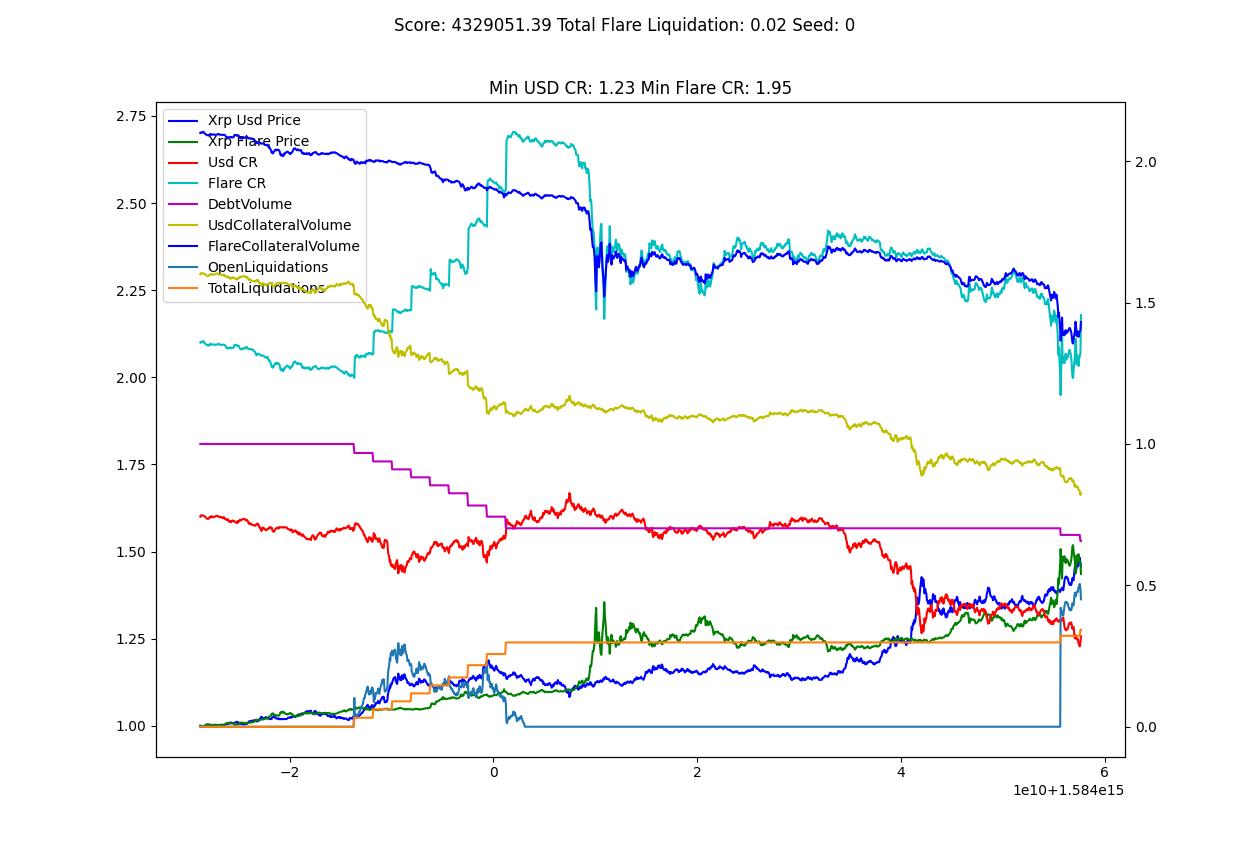 Score: 4329051.39 Total Flare Liquidation: 0.02 Seed: 0
Min USD CR: 1.23 Min Flare CR: 1.95
2.75
2.50
2.25
2.00
1.75
1.50
1.25
1.00
Xrp Usd Price
Xrp Flare Price
Usd CR
Flare CR
DebtVolume
UsdCollateralVolume
FlareCollateralVolume
OpenLiquidations
TotalLiquidations
2.0
1.5
1.0
0.5
0.0
−2
0
2
4
6
1e10+1.584e15